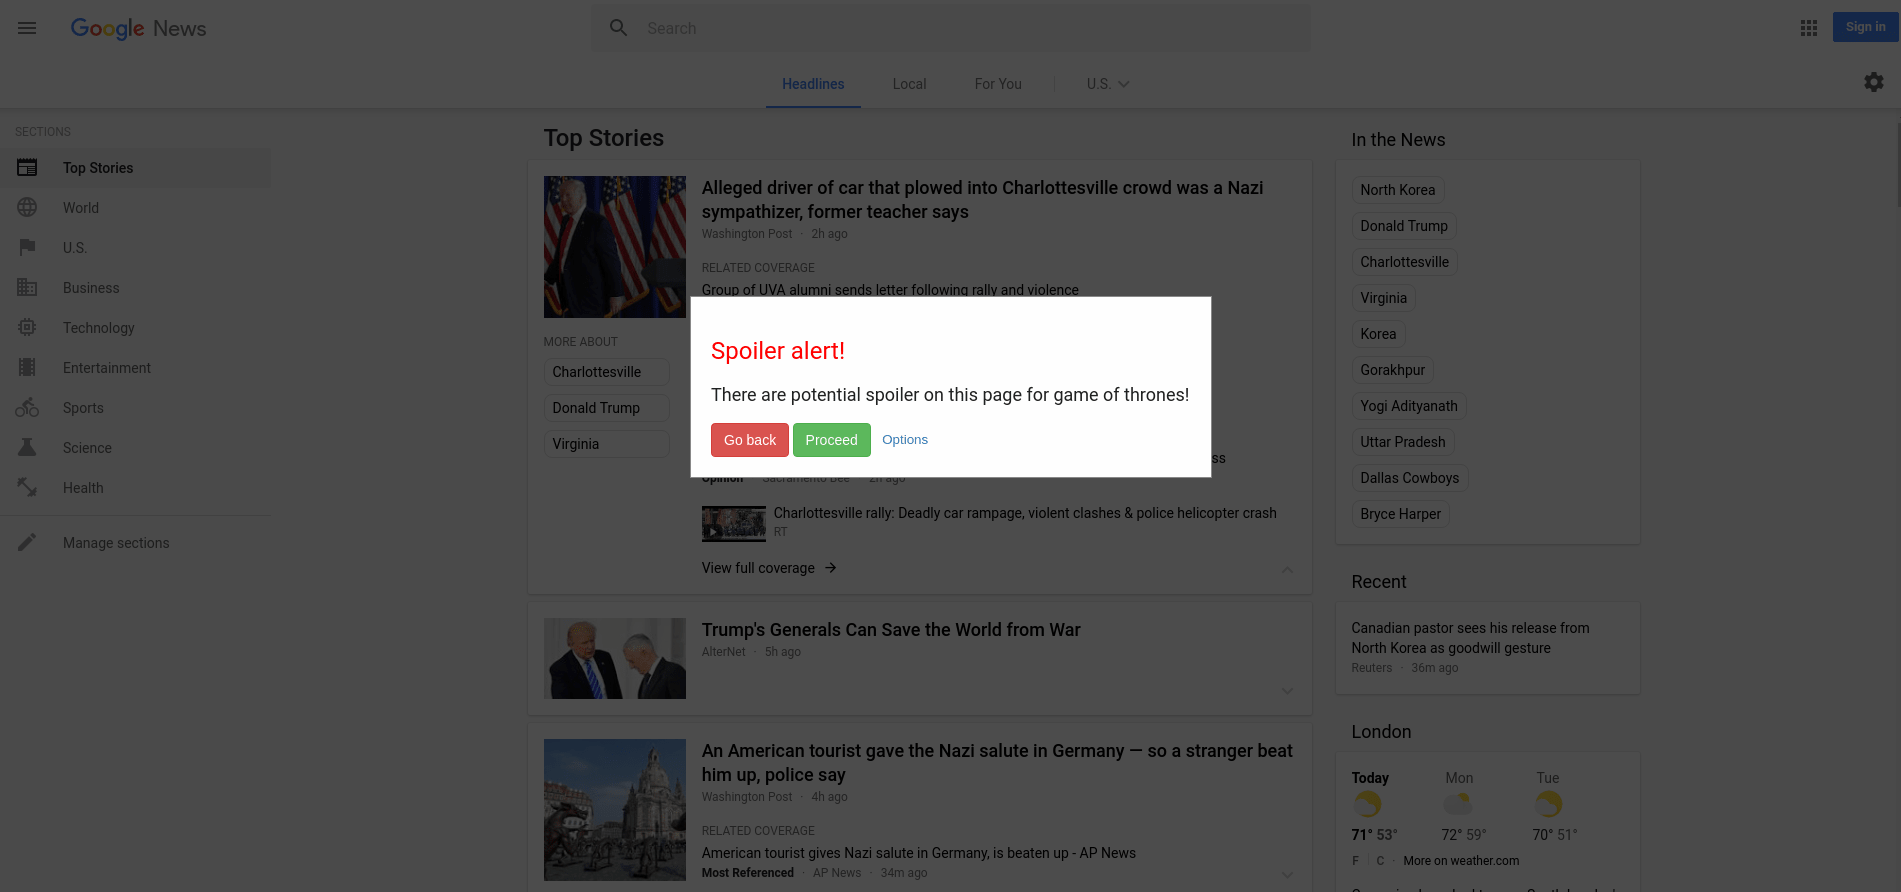 Google News
Search
Sign in
Headlines
Local
For You
U.S.
SECTIONS
Top Stories
World
U.S.
Business
Technology
Entertainment
Sports
Science
Health
Manage sections
Top Stories
Alleged driver of car that plowed into Charlottesville crowd was a Nazi
sympathizer, former teacher says
Washington Post · 2h ago
RELATED COVERAGE
Group of UVA alumni sends letter following rally and violence
MORE ABOUT
Charlottesville
Donald Trump
Virginia
Spoiler alert!
There are potential spoiler on this page for game of thrones!
Go back
Proceed
Options
ss
Opinion · Sacramento Bee · 2h ago
Charlottesville rally: Deadly car rampage, violent clashes & police helicopter crash
RT
View full coverage
Trump's Generals Can Save the World from War
AlterNet · 5h ago
An American tourist gave the Nazi salute in Germany — so a stranger beat
him up, police say
Washington Post · 4h ago
RELATED COVERAGE
American tourist gives Nazi salute in Germany, is beaten up - AP News
Most Referenced · AP News · 34m ago
In the News
North Korea
Donald Trump
Charlottesville
Virginia
Korea
Gorakhpur
Yogi Adityanath
Uttar Pradesh
Dallas Cowboys
Bryce Harper
Recent
Canadian pastor sees his release from
North Korea as goodwill gesture
Reuters · 36m ago
London
Today Mon Tue
71° 53° 72° 59° 70° 51°
F | C · More on weather.com